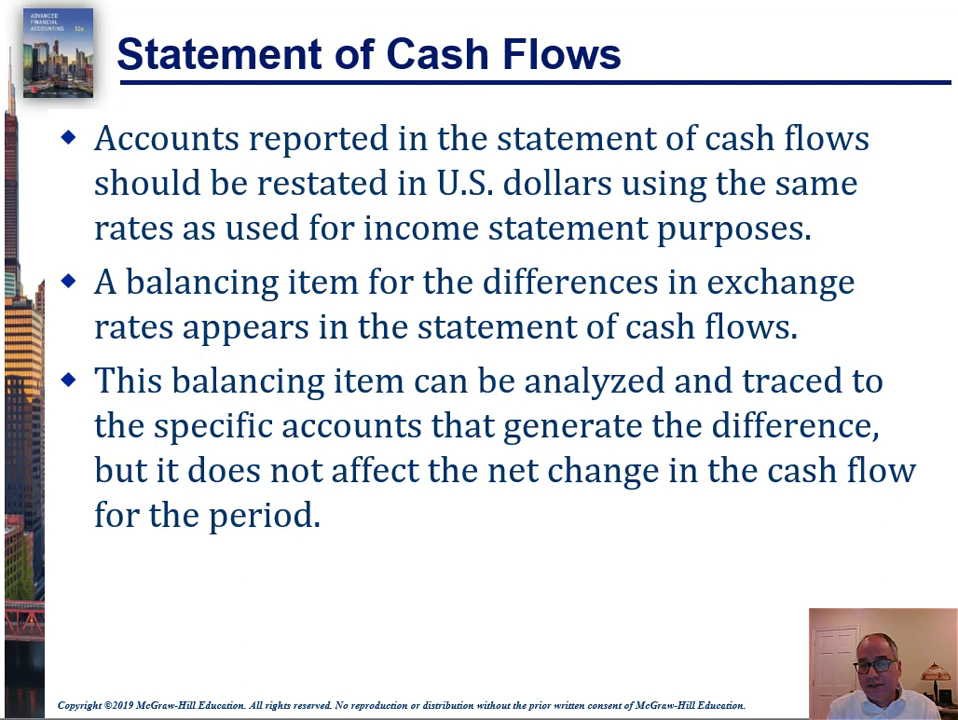 ADVANCED
FINANCIAL
ACCOUNTING
12e
Statement of Cash Flows
Accounts reported in the statement of cash flows
should be restated in U.S. dollars using the same
rates as used for income statement purposes.
A balancing item for the differences in exchange
rates appears in the statement of cash flows.
This balancing item can be analyzed and traced to
the specific accounts that generate the difference,
but it does not affect the net change in the cash flow
for the period.
Copyright ©2019 McGraw-Hill Education. All rights reserved. No reproduction or distribution without the prior written consent of McGraw-Hill Education.